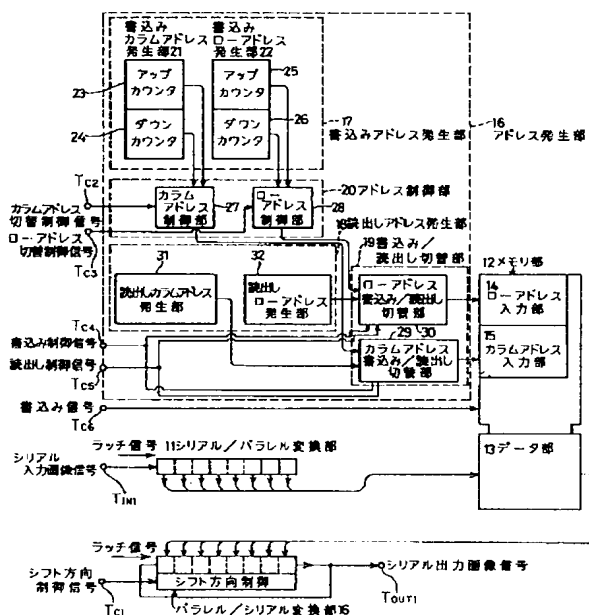 書込み
カラムアドレス
発生部21
書込み
ローアドレス
発生部22
23
アップ
カウンタ
24
ダウン
カウンタ
アップ
カウンタ
25
ダウン
カウンタ
26
17
書込みアドレス発生部
16
アドレス発生部
TC2
カラムアドレス
切替制御信号
ローアドレス
切替制御信号
TC3
カラム
アドレス
制御部
27
ロー
アドレス
制御部
28
20アドレス制御部
18読出しアドレス発生部
19書込み/
読出し切替部
31
読出しカラムアドレス
発生部
32
読出し
ローアドレス
発生部
ローアドレス
書込み/読出し
切替部
29
30
カラムアドレス
書込み/読出し
切替部
12メモリ部
14
ローアドレス
入力部
15
カラムアドレス
入力部
TC4
書込み制御信号
読出し制御信号
TC5
書込み信号
TC6
13データ部
ラッチ信号
11シリアル/パラレル変換部
シリアル
入力画像信号
TIN1
ラッチ信号
シフト方向
制御信号
シフト方向制御
TC1
パラレル/シリアル変換部16
シリアル出力画像信号
TOUT1